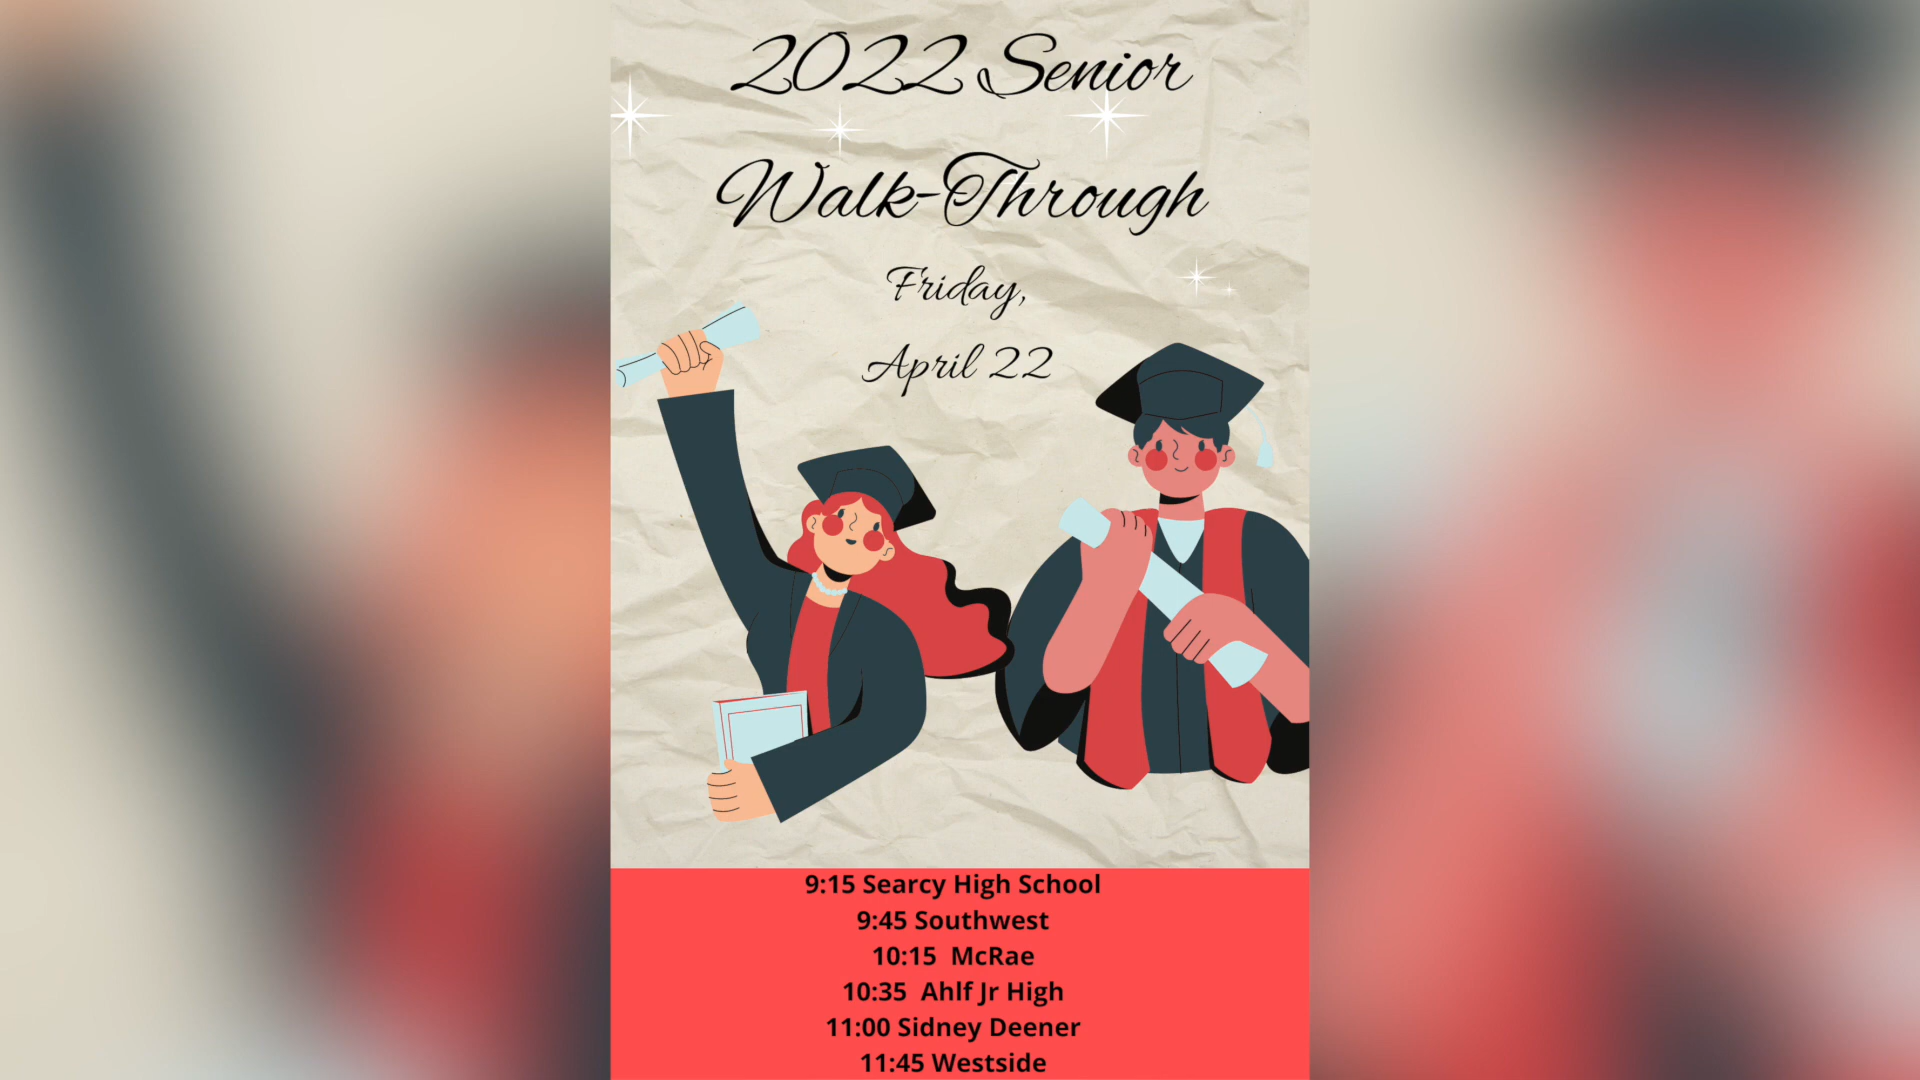 2022 Senior
Walk-Through
Friday,
April 22
9:15 Searcy High School
9:45 Southwest
10:15 McRae
10:35 Ahlf Jr High
11:00 Sidney Deener
11:45 Westside